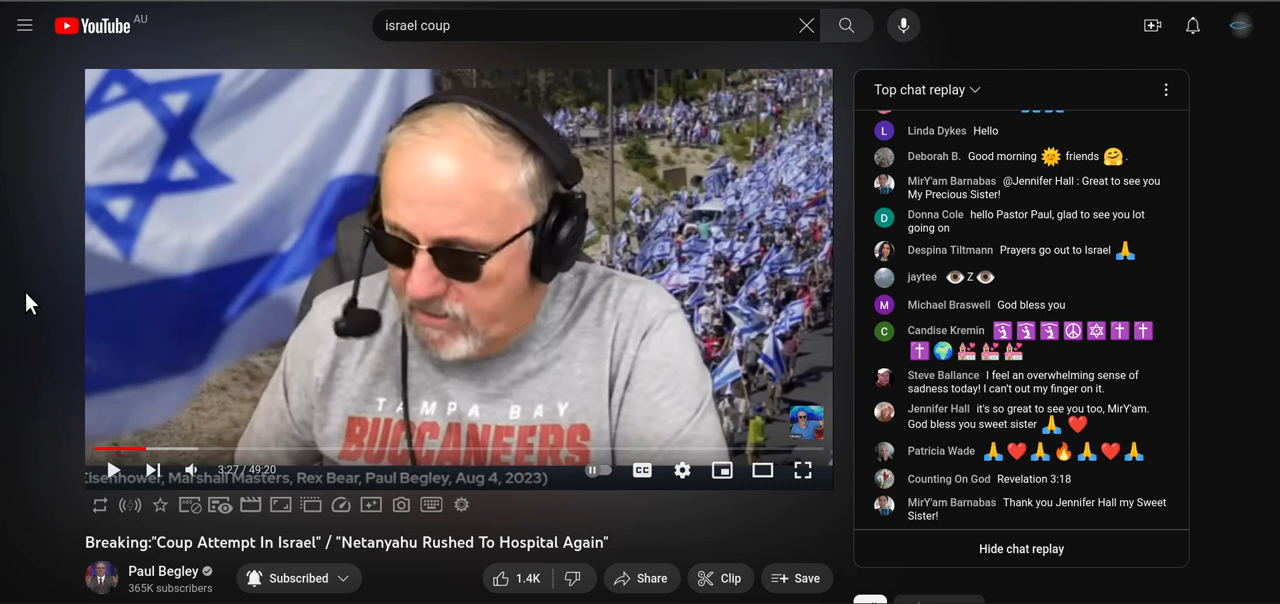 YouTube AU
israel coup
TAMPA BAY
BUCCANEERS
3:27 / 49:20
CC
Eisenhower, Marshall Masters, Rex Bear, Paul Begley, Aug 4, 2023)
Breaking:"Coup Attempt In Israel" / "Netanyahu Rushed To Hospital Again"
Paul Begley
365K subscribers
Subscribed
1.4K
Share
Clip
Save
Top chat replay
L
Linda Dykes Hello
Deborah B. Good morning 🌞 friends 🤗 .
MirY'am Barnabas @Jennifer Hall : Great to see you
My Precious Sister!
D
Donna Cole hello Pastor Paul, glad to see you lot
going on
Despina Tiltmann Prayers go out to Israel 🙏
jaytee 👁️Z👁️
M
Michael Braswell God bless you
C
Candise Kremin 🛐🛐🛐☮️🔯✝️✝️
✝️🌍💒💒💒
Steve Ballance I feel an overwhelming sense of
sadness today! I can't out my finger on it.
Jennifer Hall it's so great to see you too, MirY'am.
God bless you sweet sister 🙏 ❤️
Patricia Wade 🙏❤️🙏🔥🙏❤️🙏
Counting On God Revelation 3:18
MirY'am Barnabas Thank you Jennifer Hall my Sweet
Sister!
Hide chat replay